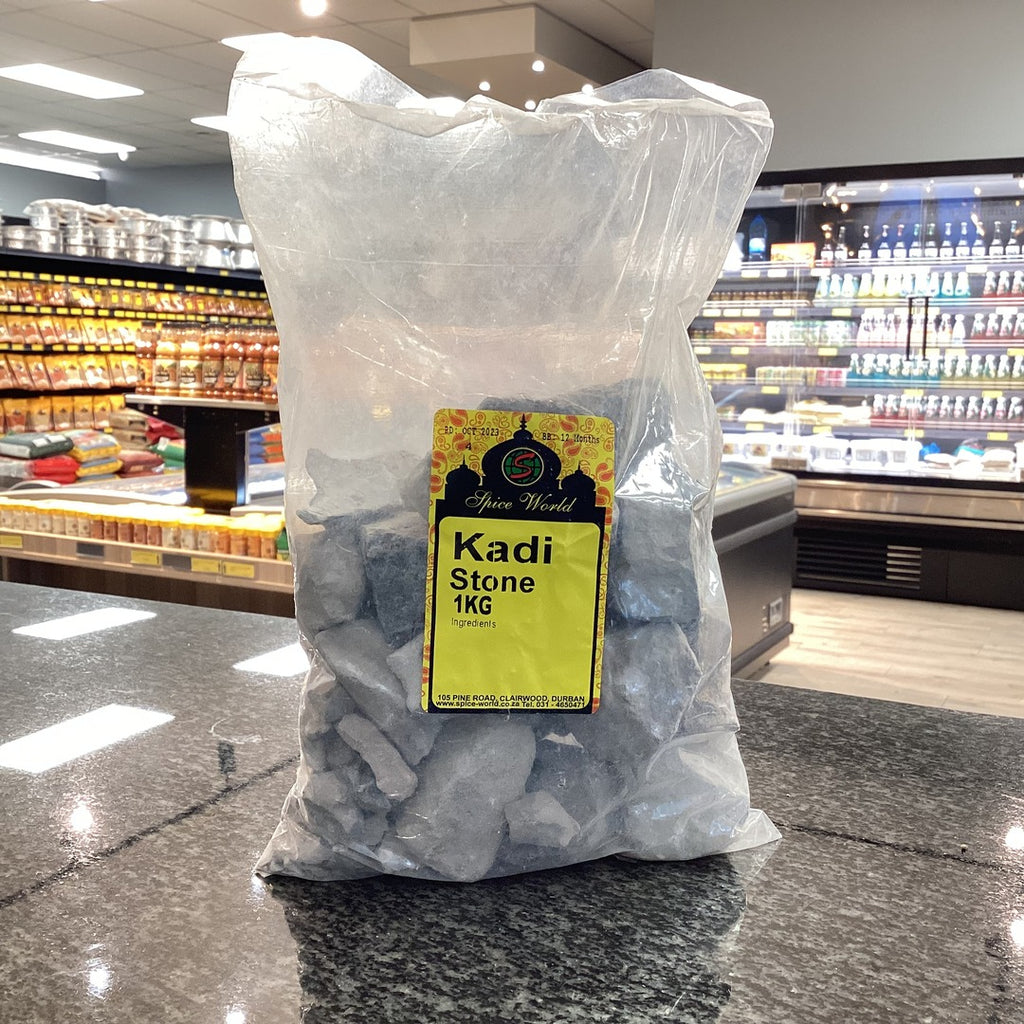 PD: OCT 2023
BB: 12 Months
4
S
Spice World
Kadi
Stone
1KG
Ingredients
105 PINE ROAD, CLAIRWOOD, DURBAN
www.spice-world.co.za Tel. 031 - 4650471